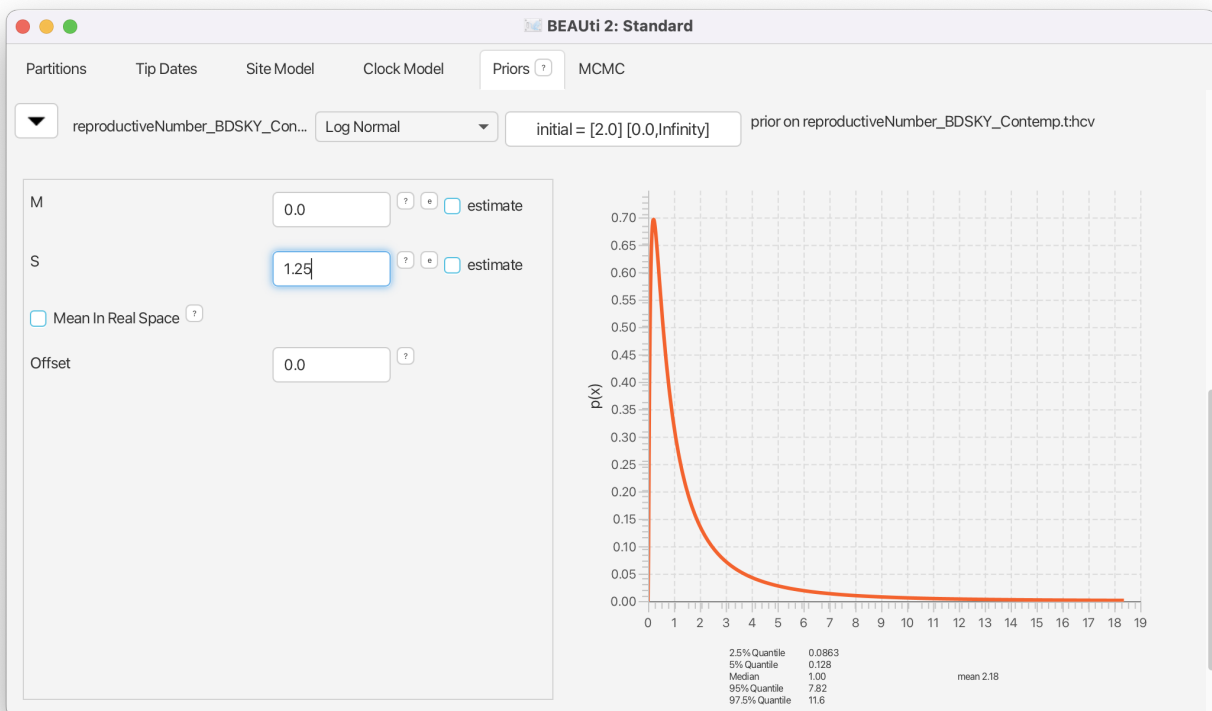 BEAUti 2: Standard
Partitions Tip Dates Site Model Clock Model Priors ? MCMC
reproductiveNumber_BDSKY_Con... Log Normal initial = [2.0] [0.0,Infinity] prior on reproductiveNumber_BDSKY_Contemp.t:hcv
M 0.0 ? e estimate
S 1.25 ? e estimate
Mean In Real Space ?
Offset 0.0 ?
p(x)
0.70
0.65
0.60
0.55
0.50
0.45
0.40
0.35
0.30
0.25
0.20
0.15
0.10
0.05
0.00
0 1 2 3 4 5 6 7 8 9 10 11 12 13 14 15 16 17 18 19
2.5% Quantile 0.0863
5% Quantile 0.128
Median 1.00 mean 2.18
95% Quantile 7.82
97.5% Quantile 11.6